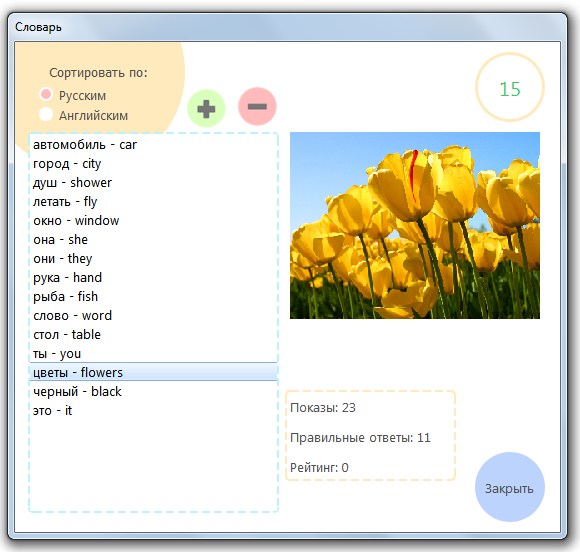 Словарь
Сортировать по:
Русским
Английским
15
автомобиль - car
город - city
душ - shower
летать - fly
окно - window
она - she
они - they
рука - hand
рыба - fish
слово - word
стол - table
ты - you
цветы - flowers
черный - black
это - it
Показы: 23
Правильные ответы: 11
Рейтинг: 0
Закрыть